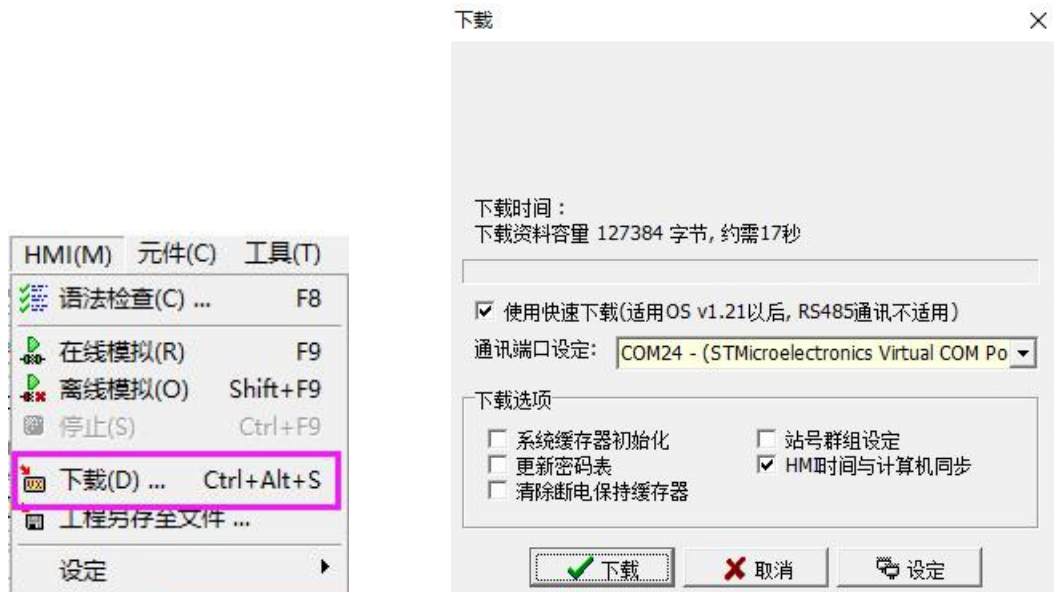 HMI(M) 元件(C) 工具(T)
语法检查(C) ... F8
在线模拟(R) F9
离线模拟(O) Shift+F9
停止(S) Ctrl+F9
下载(D) ... Ctrl+Alt+S
工程另存至文件 ...
设定
下载
下载时间：
下载资料容量 127384 字节, 约需17秒
使用快速下载(适用OS v1.21以后, RS485通讯不适用)
通讯端口设定: COM24 - (STMicroelectronics Virtual COM Po
下载选项
系统缓存器初始化 站号群组设定
更新密码表 HMI时间与计算机同步
清除断电保持缓存器
下载 取消 设定